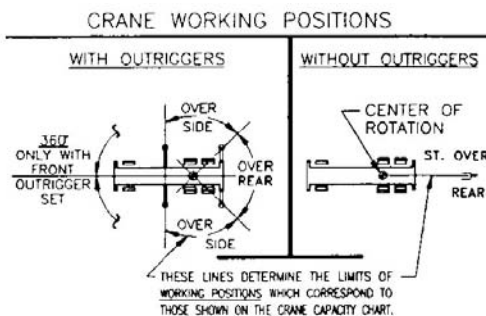 CRANE WORKING POSITIONS
WITH OUTRIGGERS
WITHOUT OUTRIGGERS
OVER
SIDE
360°
ONLY WITH
FRONT
OUTRIGGER
SET
OVER
REAR
OVER
SIDE
CENTER OF
ROTATION
ST. OVER
REAR
THESE LINES DETERMINE THE LIMITS OF
WORKING POSITIONS WHICH CORRESPOND TO
THOSE SHOWN ON THE CRANE CAPACITY CHART.